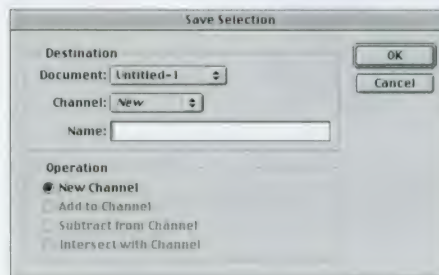 Save Selection
Destination
Document: Untitled-1
Channel: New
Name:
OK
Cancel
Operation
New Channel
Add to Channel
Subtract from Channel
Intersect with Channel